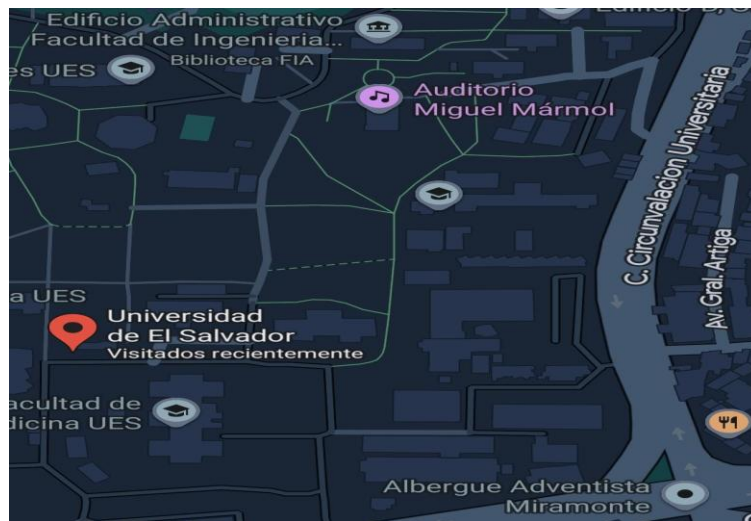 Edificio Administrativo
Facultad de Ingenieria...
Biblioteca FIA
es UES
Auditorio
Miguel Mármol
C. Circunvalacion Universitaria
Av. Gral. Artiga
a UES
Universidad
de El Salvador
Visitados recientemente
acultad de
dicina UES
Albergue Adventista
Miramonte